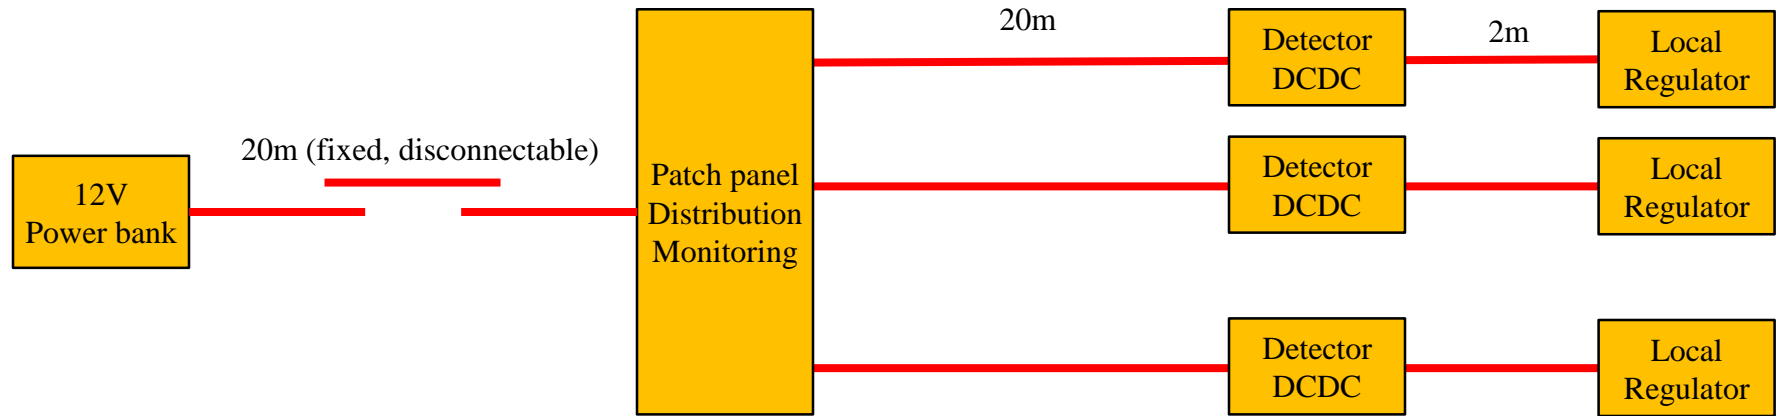 12V
Power bank
20m (fixed, disconnectable)
Patch panel
Distribution
Monitoring
20m
Detector
DCDC
2m
Local
Regulator
Detector
DCDC
Local
Regulator
Detector
DCDC
Local
Regulator